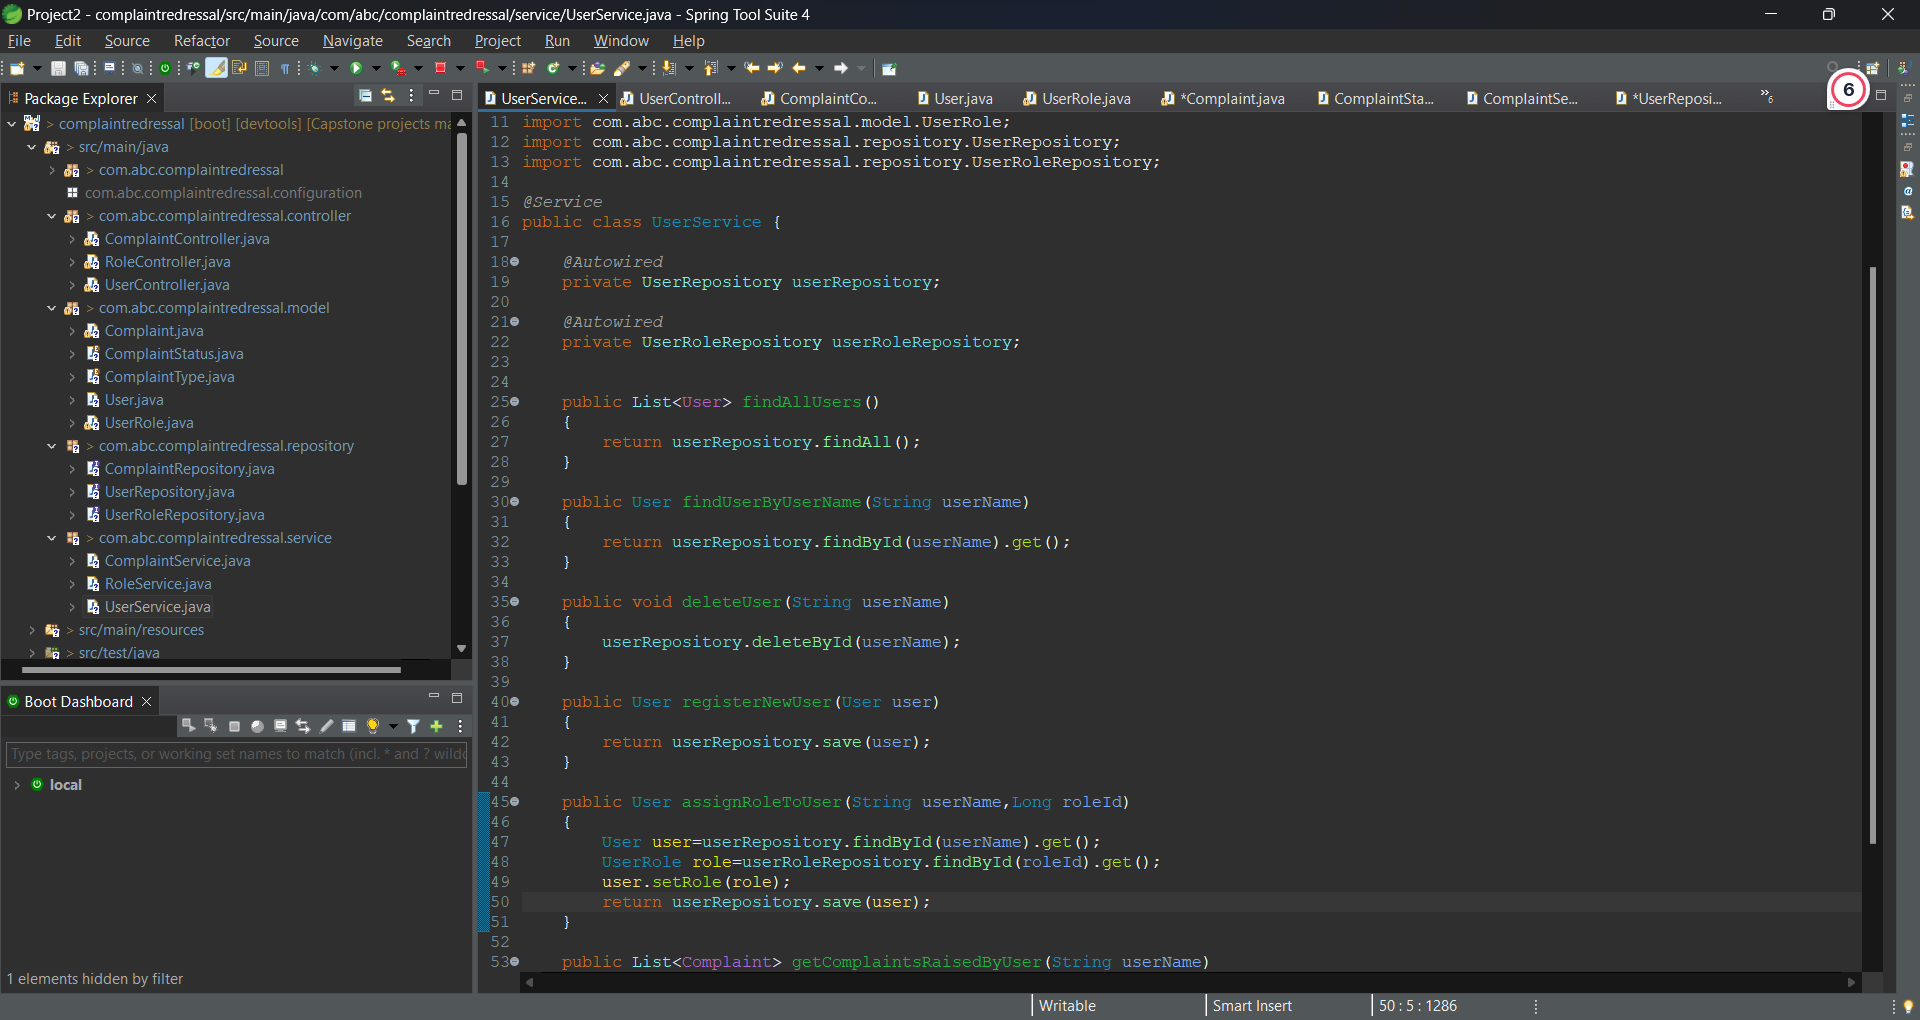 Project2 - complaintredressal/src/main/java/com/abc/complaintredressal/service/UserService.java - Spring Tool Suite 4
File Edit Source Refactor Source Navigate Search Project Run Window Help
6
Package Explorer
> complaintredressal [boot] [devtools] [Capstone projects ma
> src/main/java
> com.abc.complaintredressal
com.abc.complaintredressal.configuration
> com.abc.complaintredressal.controller
ComplaintController.java
RoleController.java
UserController.java
> com.abc.complaintredressal.model
Complaint.java
ComplaintStatus.java
ComplaintType.java
User.java
UserRole.java
> com.abc.complaintredressal.repository
ComplaintRepository.java
UserRepository.java
UserRoleRepository.java
> com.abc.complaintredressal.service
ComplaintService.java
RoleService.java
UserService.java
> src/main/resources
> src/test/java
Boot Dashboard
Type tags, projects, or working set names to match (incl. * and ? wildc
local
1 elements hidden by filter
UserService... UserControll... ComplaintCo... User.java UserRole.java *Complaint.java ComplaintSta... ComplaintSe... *UserReposi... »6
11 import com.abc.complaintredressal.model.UserRole;
12 import com.abc.complaintredressal.repository.UserRepository;
13 import com.abc.complaintredressal.repository.UserRoleRepository;
14
15 @Service
16 public class UserService {
17
18 @Autowired
19 private UserRepository userRepository;
20
21 @Autowired
22 private UserRoleRepository userRoleRepository;
23
24
25 public List<User> findAllUsers()
26 {
27 return userRepository.findAll();
28 }
29
30 public User findUserByUserName(String userName)
31 {
32 return userRepository.findById(userName).get();
33 }
34
35 public void deleteUser(String userName)
36 {
37 userRepository.deleteById(userName);
38 }
39
40 public User registerNewUser(User user)
41 {
42 return userRepository.save(user);
43 }
44
45 public User assignRoleToUser(String userName,Long roleId)
46 {
47 User user=userRepository.findById(userName).get();
48 UserRole role=userRoleRepository.findById(roleId).get();
49 user.setRole(role);
50 return userRepository.save(user);
51 }
52
53 public List<Complaint> getComplaintsRaisedByUser(String userName)
Writable Smart Insert 50 : 5 : 1286